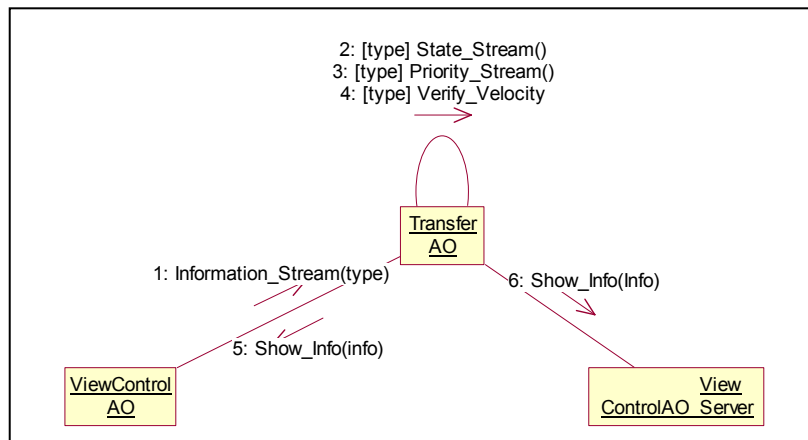 2: [type] State_Stream()
3: [type] Priority_Stream()
4: [type] Verify_Velocity
Transfer
AO
1: Information_Stream(type)
6: Show_Info(Info)
5: Show_Info(info)
ViewControl
AO
View
ControlAO_Server